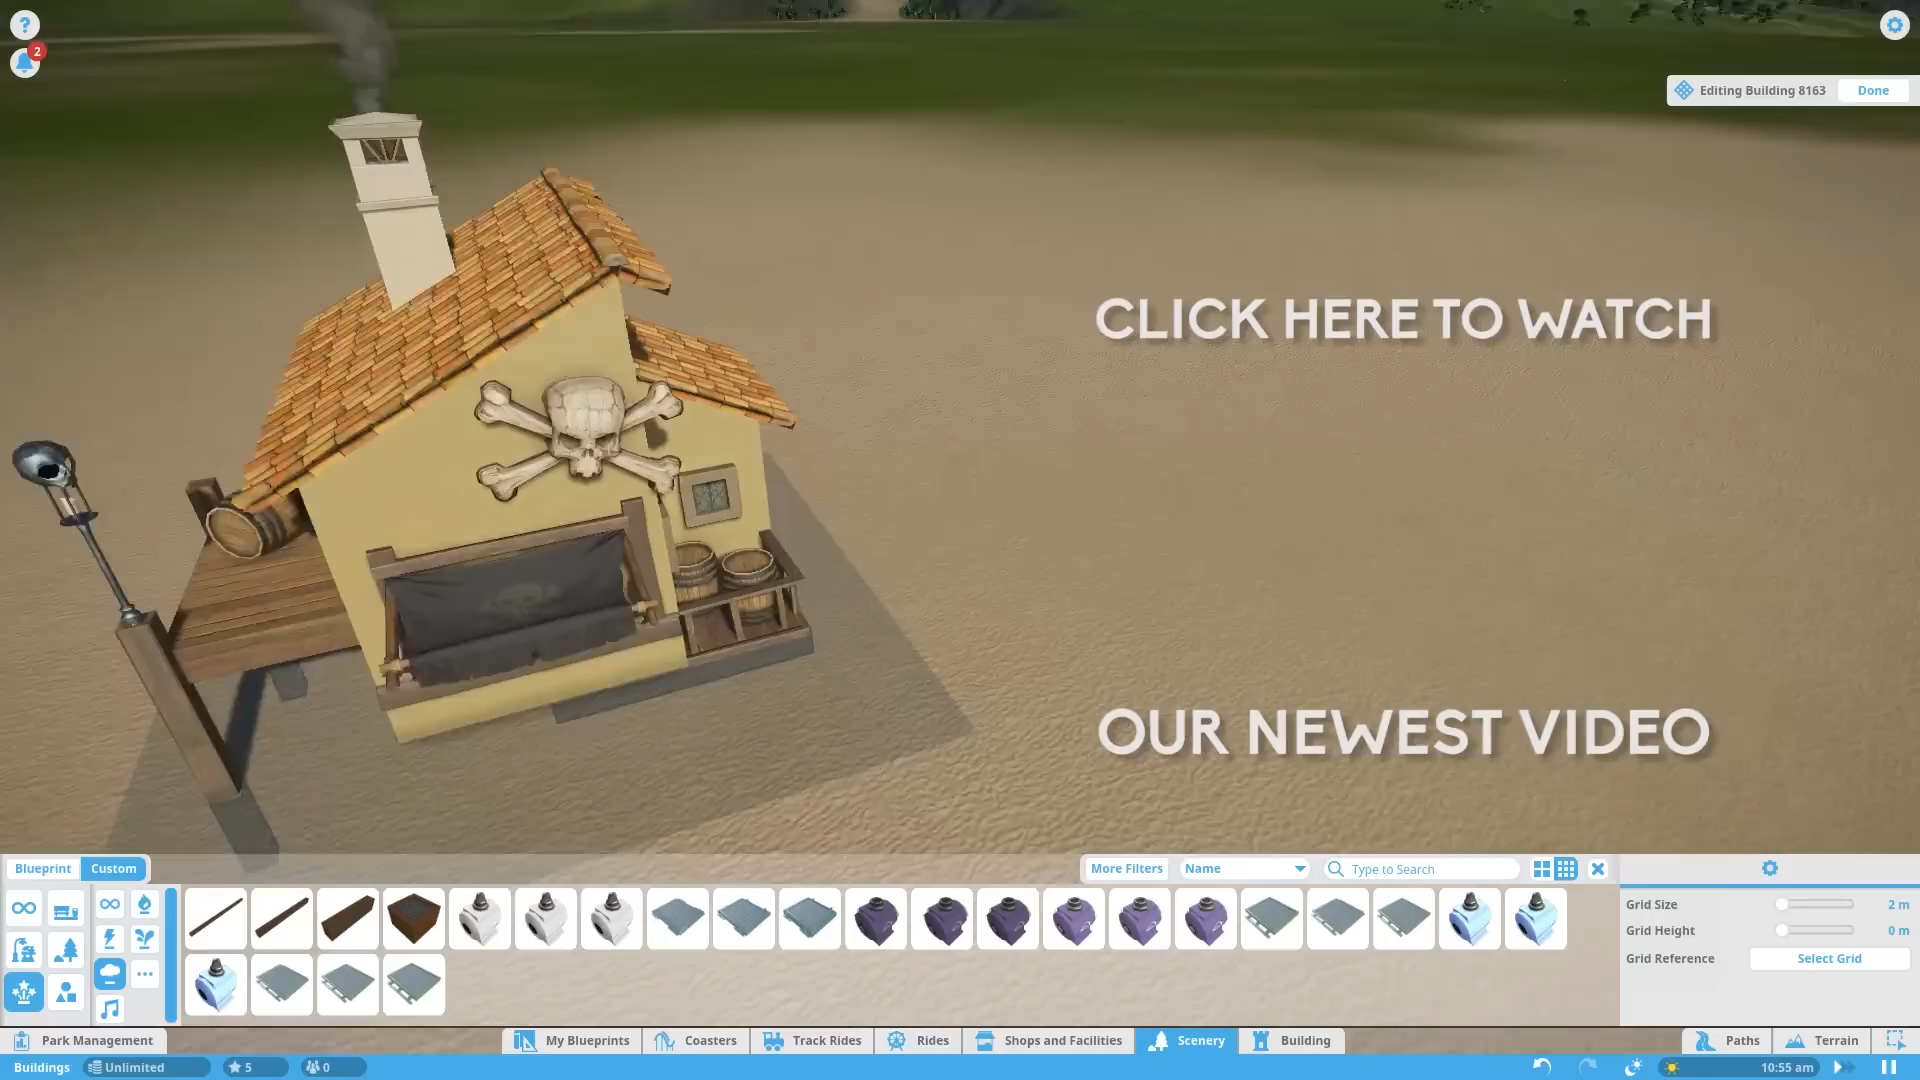 2
Editing Building 8163
Done
CLICK HERE TO WATCH
OUR NEWEST VIDEO
Blueprint
Custom
More Filters
Name
Type to Search
Grid Size
2 m
Grid Height
0 m
Grid Reference
Select Grid
Park Management
My Blueprints
Coasters
Track Rides
Rides
Shops and Facilities
Scenery
Building
Paths
Terrain
Buildings
Unlimited
5
0
10:55 am